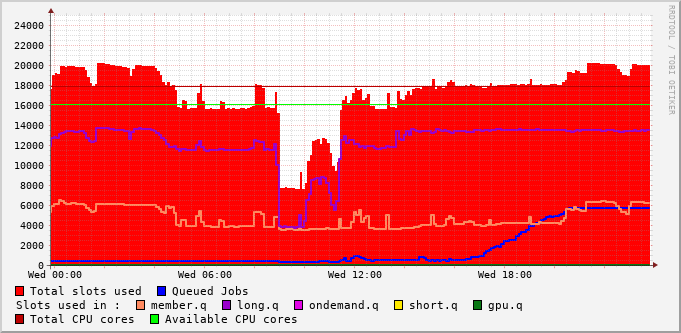 24000
22000
20000
18000
16000
14000
12000
10000
8000
6000
4000
2000
0
Wed 00:00 Wed 06:00 Wed 12:00 Wed 18:00
Total slots used Queued Jobs
Slots used in : member.q long.q ondemand.q short.q gpu.q
Total CPU cores Available CPU cores
RRDTOOL / TOBI OETIKER